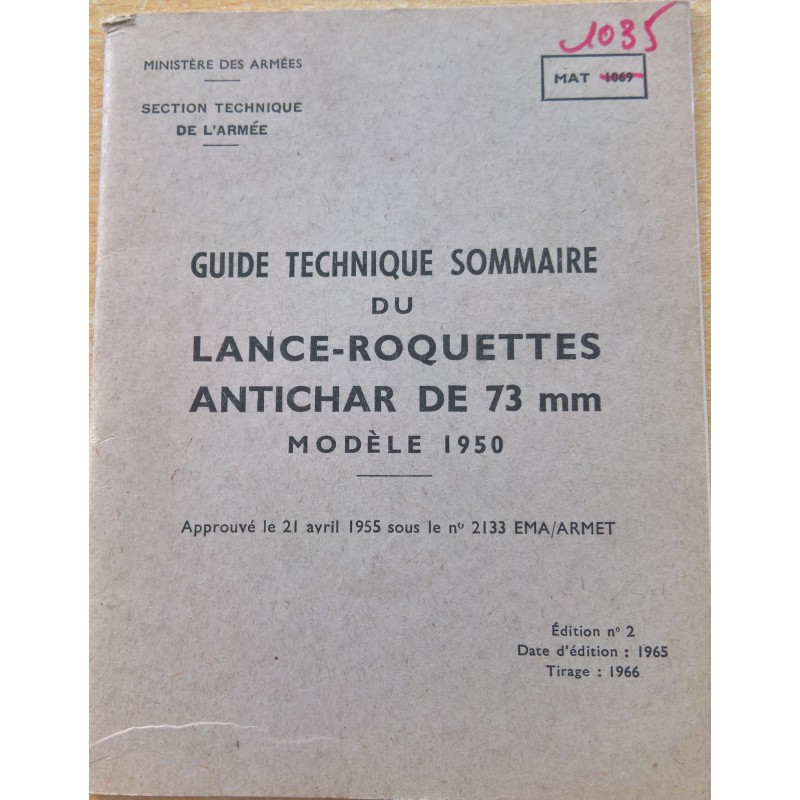 1035
MINISTÈRE DES ARMÉES
MAT 1069
SECTION TECHNIQUE
DE L'ARMÉE
GUIDE TECHNIQUE SOMMAIRE
DU
LANCE-ROQUETTES
ANTICHAR DE 73 mm
MODÈLE 1950
Approuvé le 21 avril 1955 sous le nº 2133 EMA/ARMET
Édition nº 2
Date d'édition : 1965
Tirage : 1966